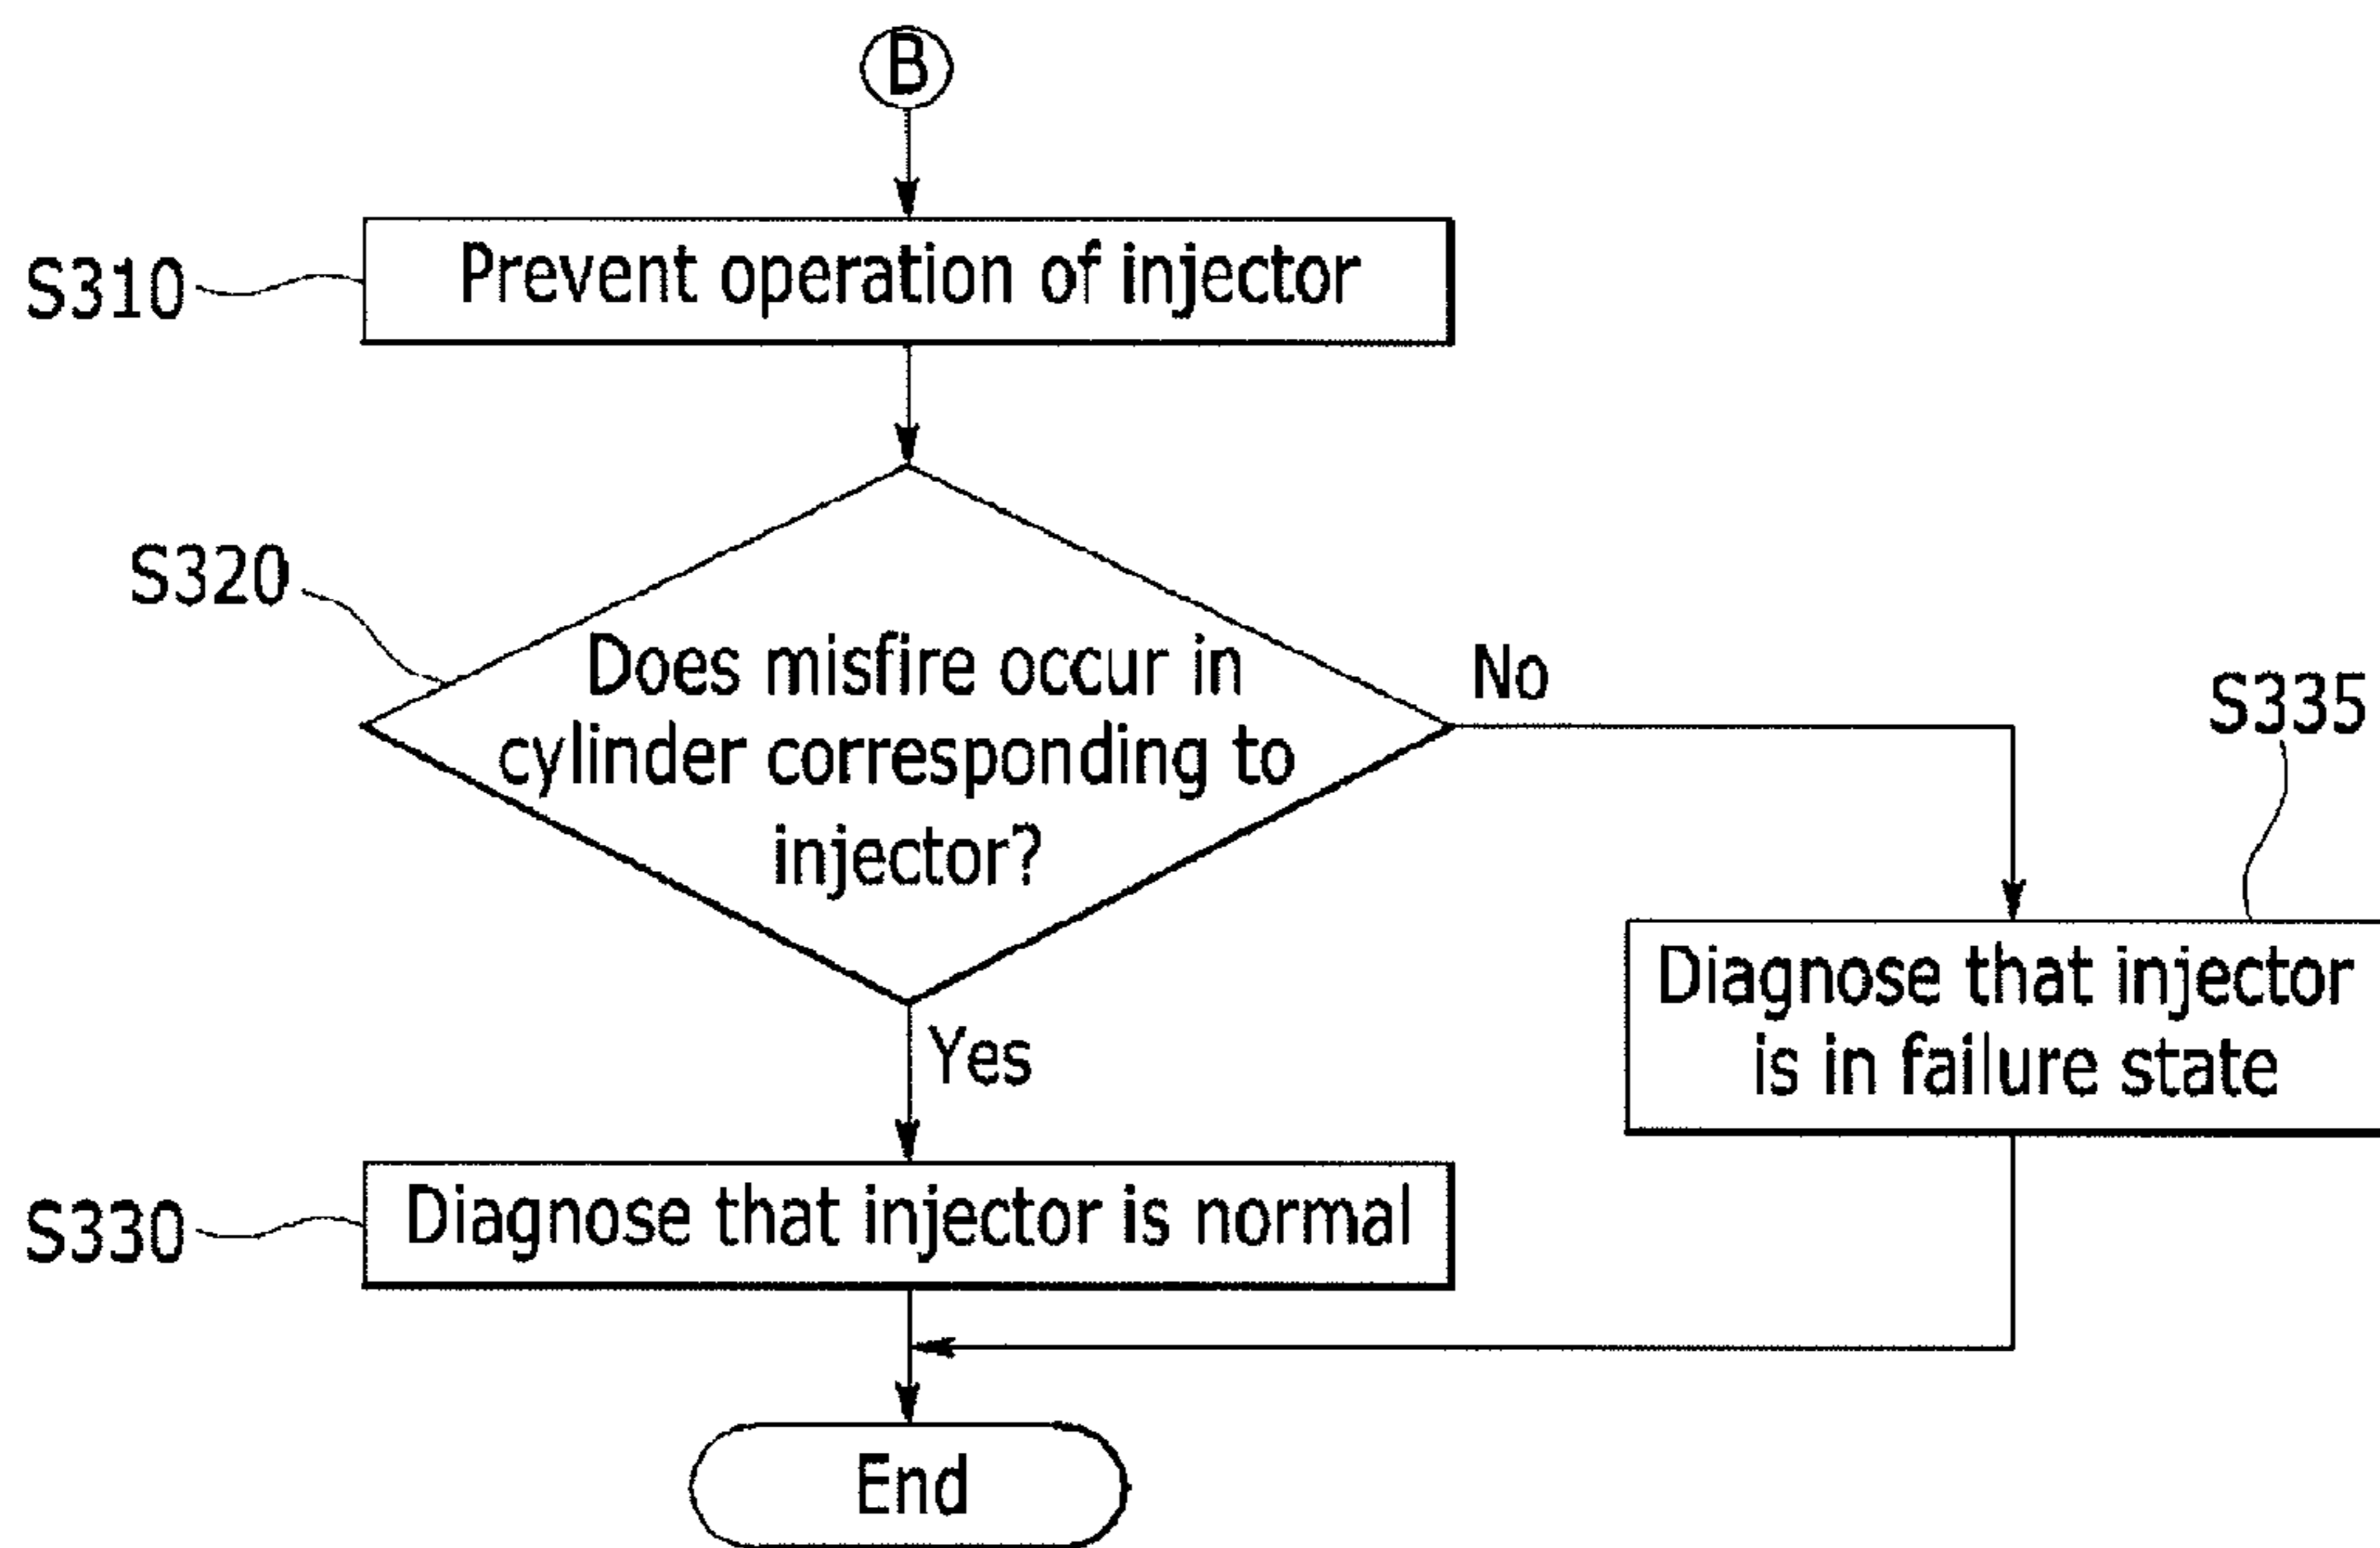 B
S310
Prevent operation of injector
S320
Does misfire occur in
cylinder corresponding to
injector?
No
S335
Diagnose that injector
is in failure state
Yes
S330
Diagnose that injector is normal
End